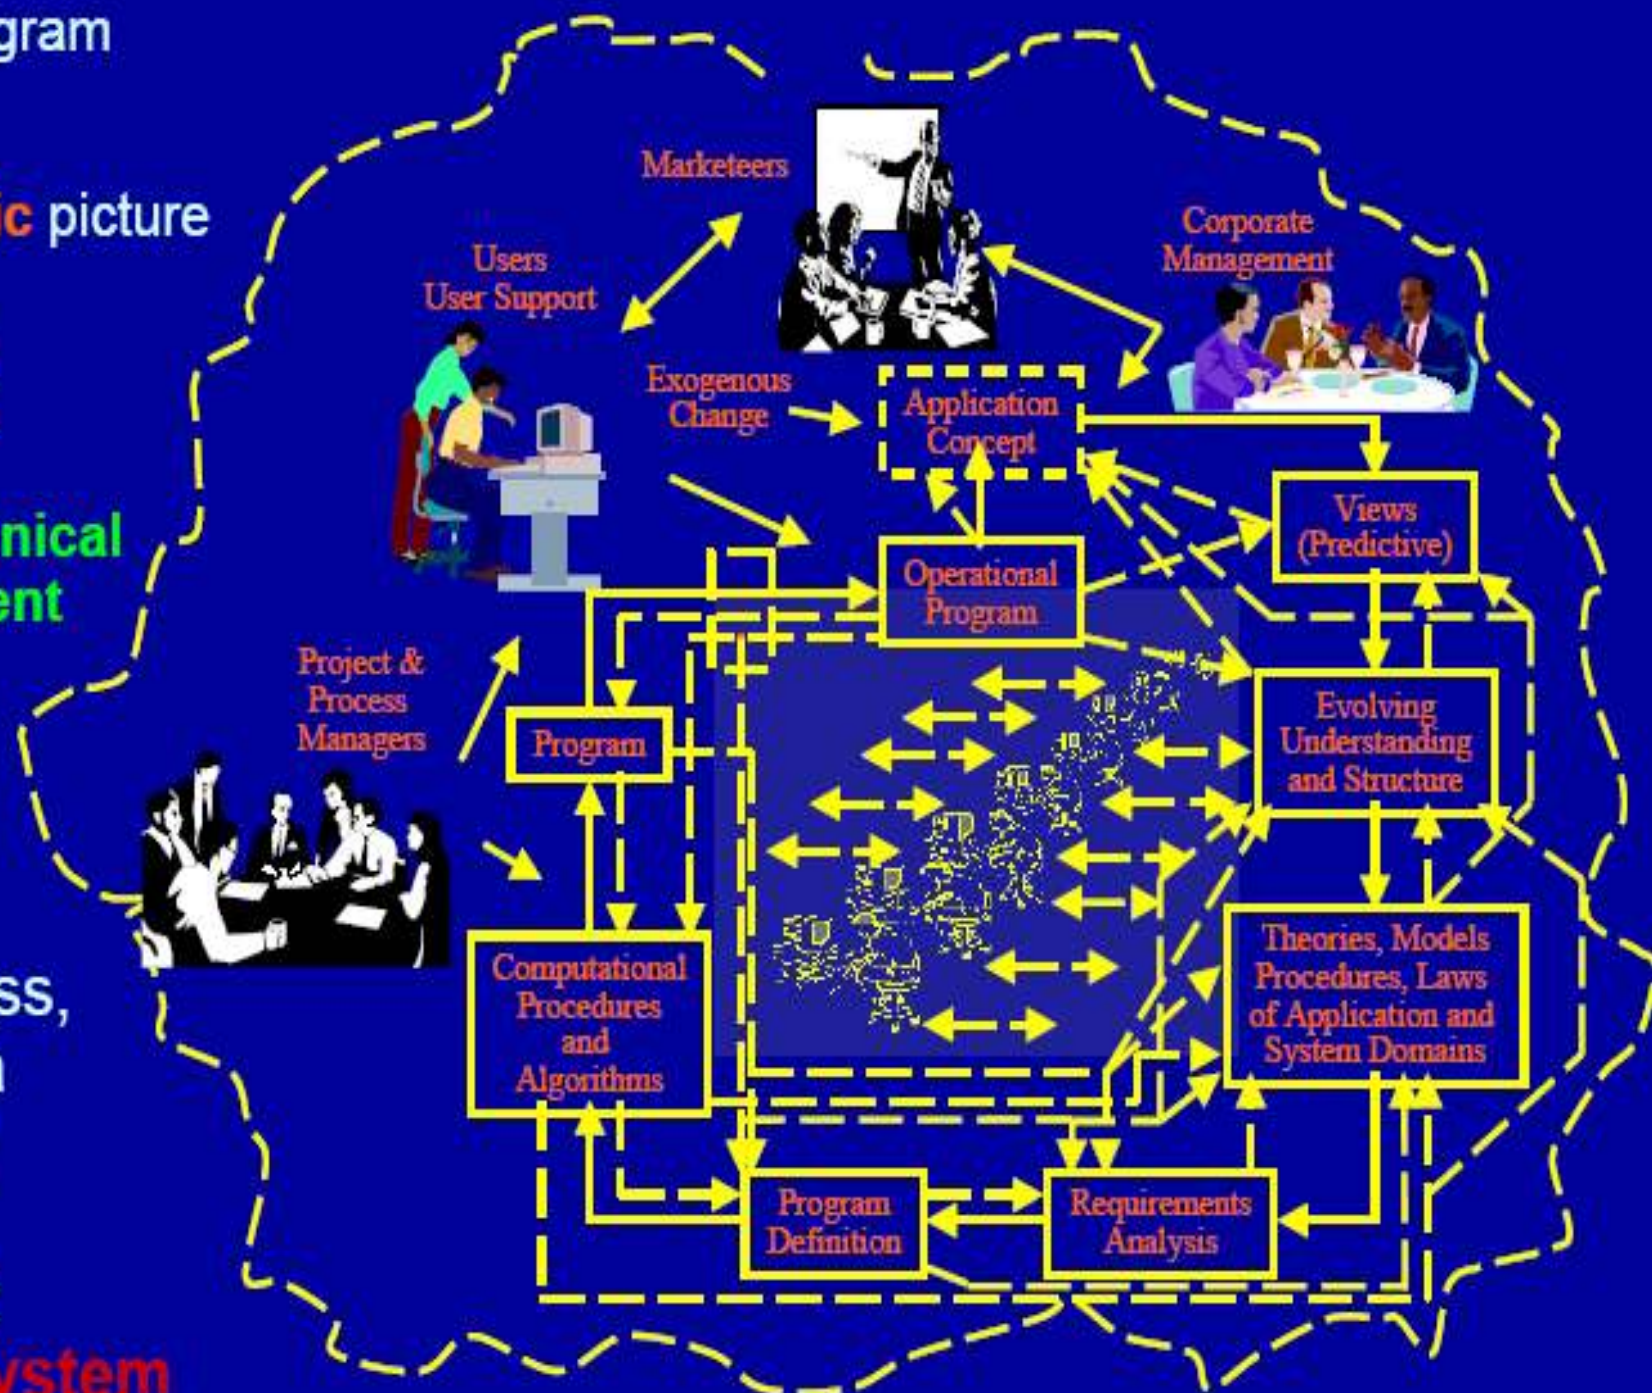 gram
ic picture
nical
ent
ss,
ystem
Marketeers
Corporate
Management
Users
User Support
Exogenous
Change
Application
Concept
Views
(Predictive)
Operational
Program
Project &
Process
Managers
Program
Evolving
Understanding
and Structure
Computational
Procedures
and
Algorithms
Theories, Models
Procedures, Laws
of Application and
System Domains
Program
Definition
Requirements
Analysis